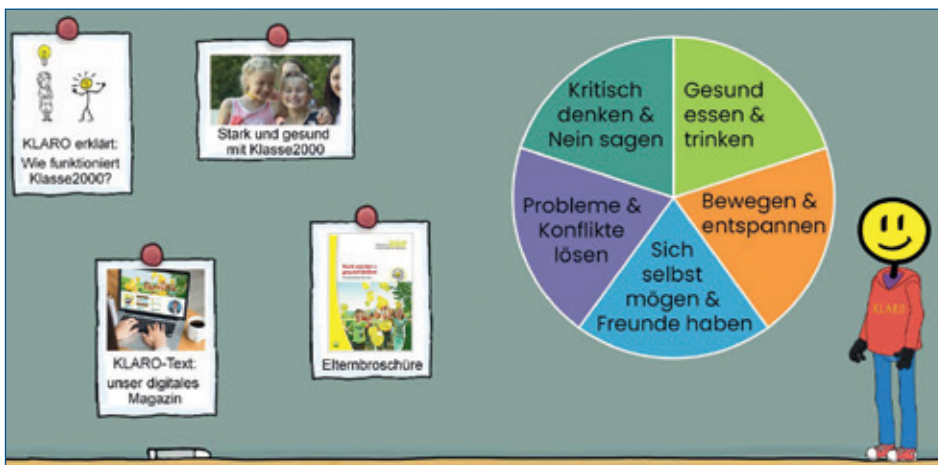 KLARO erklärt:
Wie funktioniert
Klasse2000?
Stark und gesund
mit Klasse2000
KLARO-Text:
unser digitales
Magazin
Elternbroschüre
Kritisch
denken &
Nein sagen
Gesund
essen &
trinken
Probleme &
Konflikte
lösen
Bewegen &
entspannen
Sich
selbst
mögen &
Freunde haben
KLARO